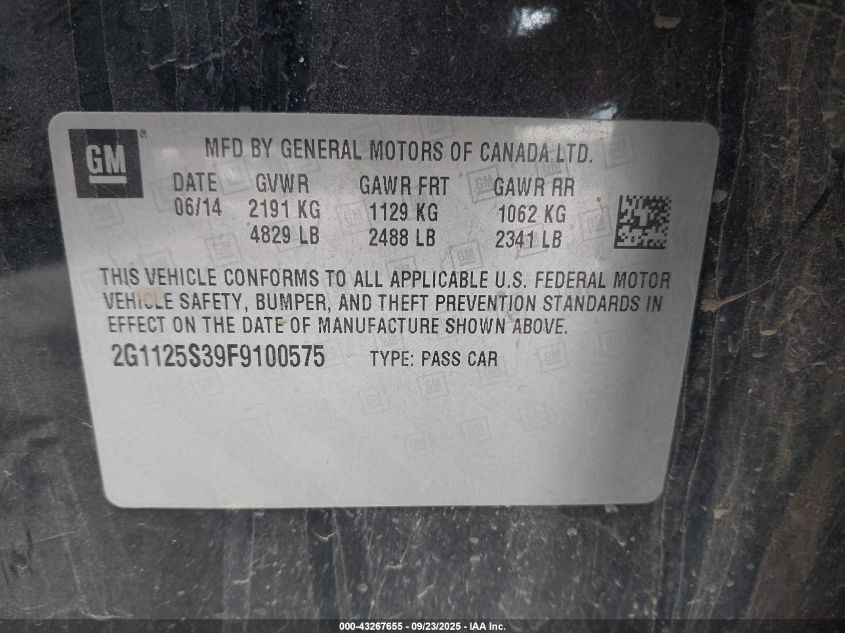 GM®
MFD BY GENERAL MOTORS OF CANADA LTD.
DATE GVWR GAWR FRT GAWR RR
06/14 2191 KG 1129 KG 1062 KG
4829 LB 2488 LB 2341 LB
THIS VEHICLE CONFORMS TO ALL APPLICABLE U.S. FEDERAL MOTOR
VEHICLE SAFETY, BUMPER, AND THEFT PREVENTION STANDARDS IN
EFFECT ON THE DATE OF MANUFACTURE SHOWN ABOVE.
2G1125S39F9100575 TYPE: PASS CAR
000-43267655 - 09/23/2025 - IAA Inc.